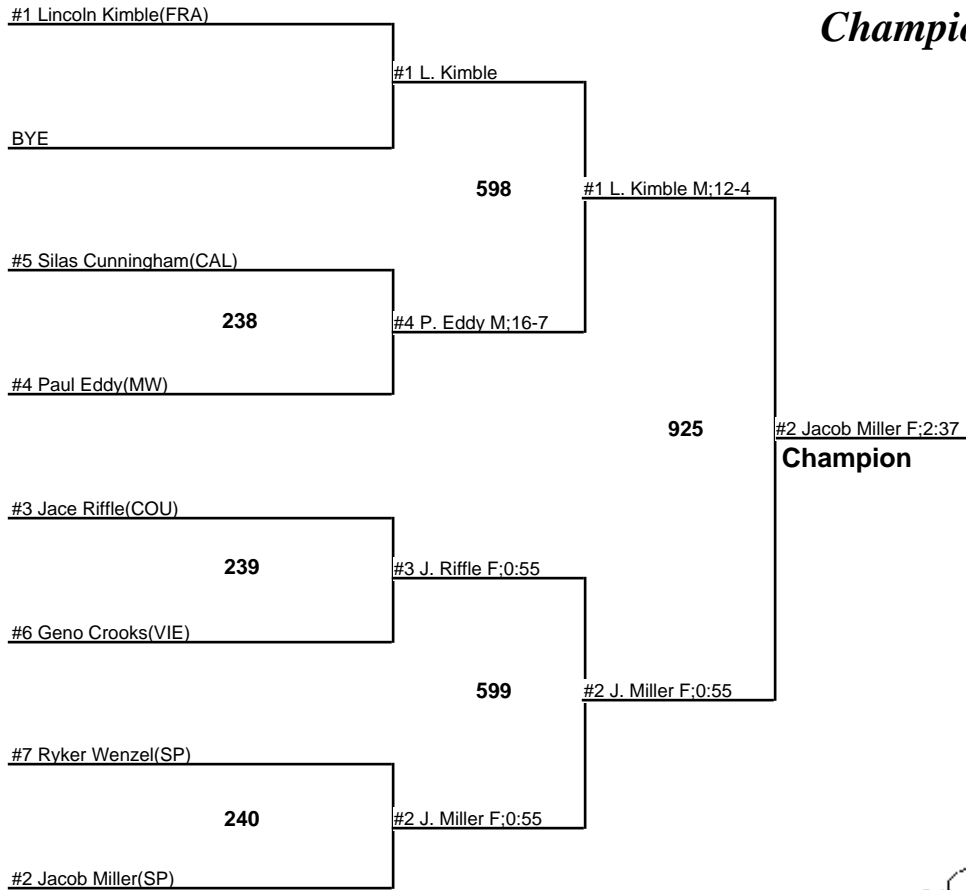 #1 Lincoln Kimble(FRA)
#1 L. Kimble
BYE
598
#1 L. Kimble M;12-4
#5 Silas Cunningham(CAL)
238
#4 P. Eddy M;16-7
#4 Paul Eddy(MW)
925
#2 Jacob Miller F;2:37
Champion
#3 Jace Riffle(COU)
239
#3 J. Riffle F;0:55
#6 Geno Crooks(VIE)
599
#2 J. Miller F;0:55
#7 Ryker Wenzel(SP)
240
#2 J. Miller F;0:55
#2 Jacob Miller(SP)